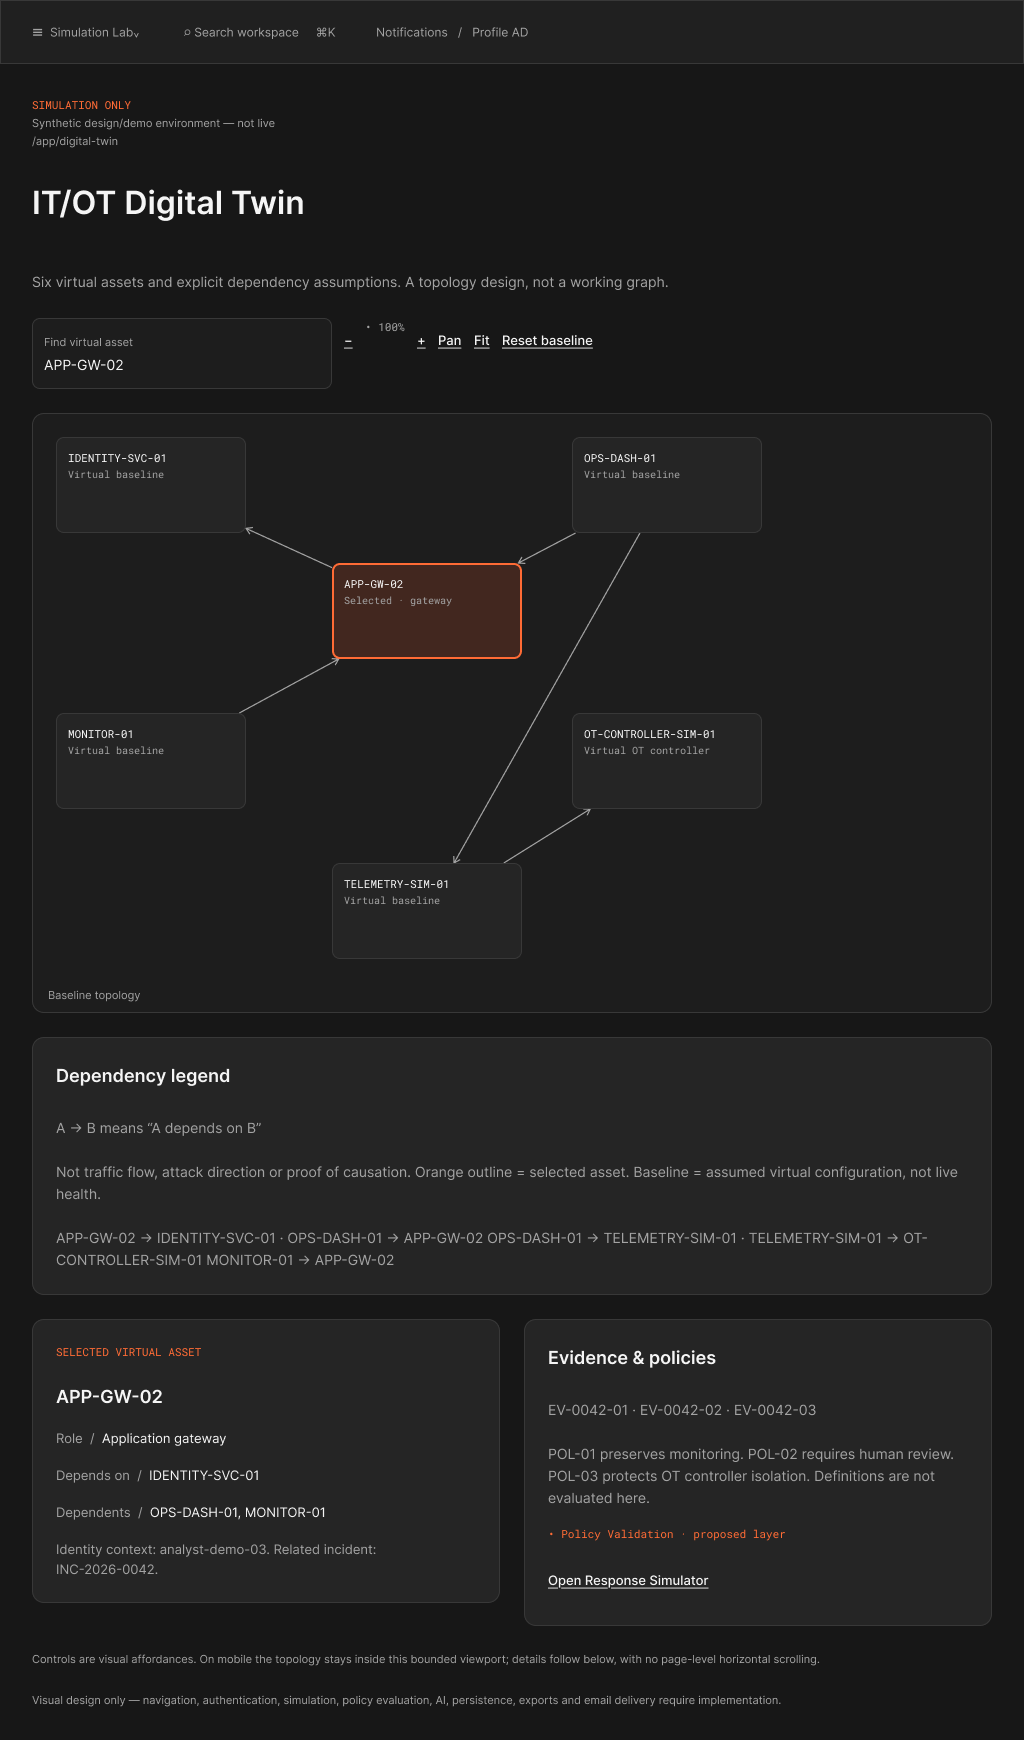 ≡ Simulation Lab˅ ⌕ Search workspace ⌘K Notifications / Profile AD
SIMULATION ONLY
Synthetic design/demo environment — not live
/app/digital-twin
IT/OT Digital Twin
Six virtual assets and explicit dependency assumptions. A topology design, not a working graph.
Find virtual asset
APP-GW-02
− • 100% + Pan Fit Reset baseline
IDENTITY-SVC-01
Virtual baseline
OPS-DASH-01
Virtual baseline
APP-GW-02
Selected · gateway
MONITOR-01
Virtual baseline
OT-CONTROLLER-SIM-01
Virtual OT controller
TELEMETRY-SIM-01
Virtual baseline
Baseline topology
Dependency legend
A → B means “A depends on B”
Not traffic flow, attack direction or proof of causation. Orange outline = selected asset. Baseline = assumed virtual configuration, not live
health.
APP-GW-02 → IDENTITY-SVC-01 · OPS-DASH-01 → APP-GW-02 OPS-DASH-01 → TELEMETRY-SIM-01 · TELEMETRY-SIM-01 → OT-
CONTROLLER-SIM-01 MONITOR-01 → APP-GW-02
SELECTED VIRTUAL ASSET
APP-GW-02
Role / Application gateway
Depends on / IDENTITY-SVC-01
Dependents / OPS-DASH-01, MONITOR-01
Identity context: analyst-demo-03. Related incident:
INC-2026-0042.
Evidence & policies
EV-0042-01 · EV-0042-02 · EV-0042-03
POL-01 preserves monitoring. POL-02 requires human review.
POL-03 protects OT controller isolation. Definitions are not
evaluated here.
• Policy Validation · proposed layer
Open Response Simulator
Controls are visual affordances. On mobile the topology stays inside this bounded viewport; details follow below, with no page-level horizontal scrolling.
Visual design only — navigation, authentication, simulation, policy evaluation, AI, persistence, exports and email delivery require implementation.